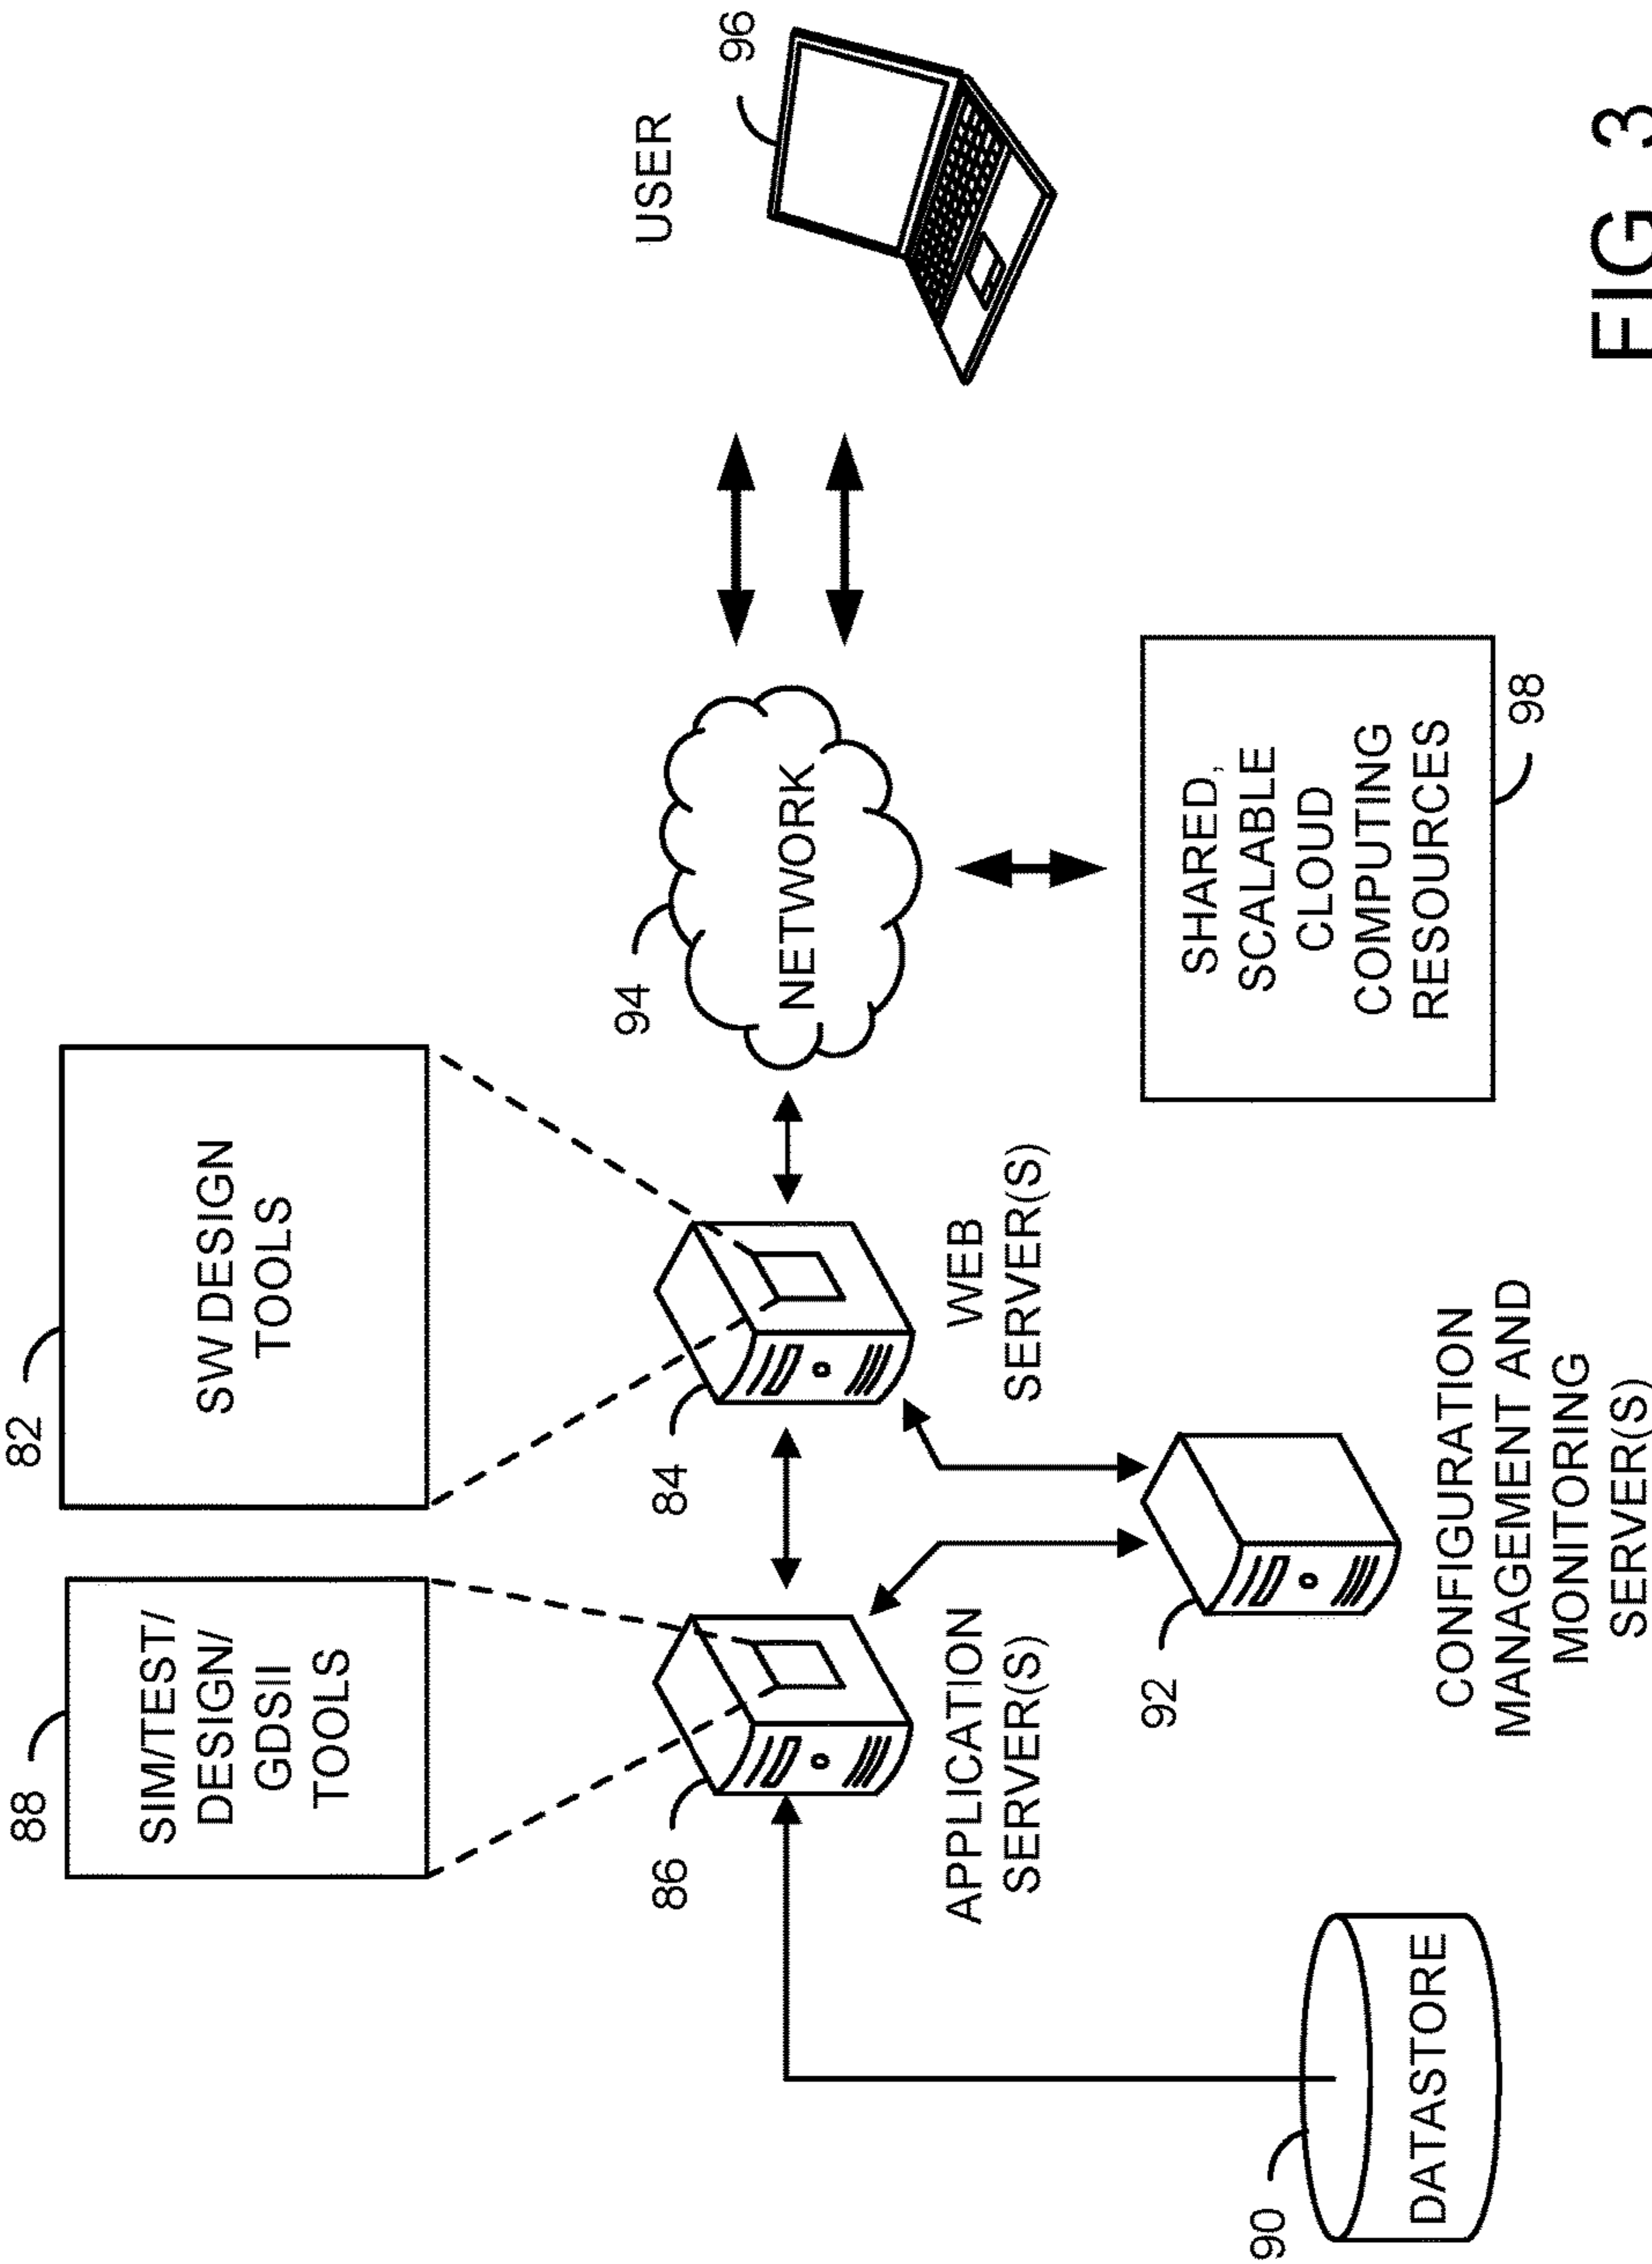 88
SIM/TEST/
DESIGN/
GDSII
TOOLS
82
SW DESIGN
TOOLS
86
APPLICATION
SERVER(S)
84
WEB
SERVER(S)
94
NETWORK
USER
96
90
DATASTORE
92
CONFIGURATION
MANAGEMENT AND
MONITORING
SERVER(S)
SHARED,
SCALABLE
CLOUD
COMPUTING
RESOURCES
98
FIG 3